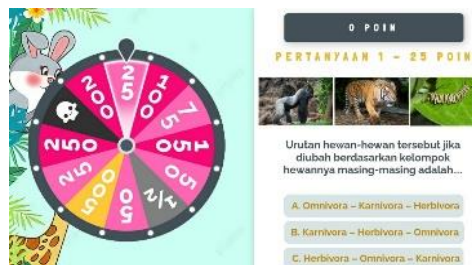 25
100
75
150
50
1/2
50
500
25
250
200
0 POIN
PERTANYAAN 1 - 25 POIN
Urutan hewan-hewan tersebut jika
diubah berdasarkan kelompok
hewannya masing-masing adalah...
A. Omnivora – Karnivora – Herbivora
B. Karnivora – Herbivora – Omnivora
C. Herbivora – Omnivora – Karnivora